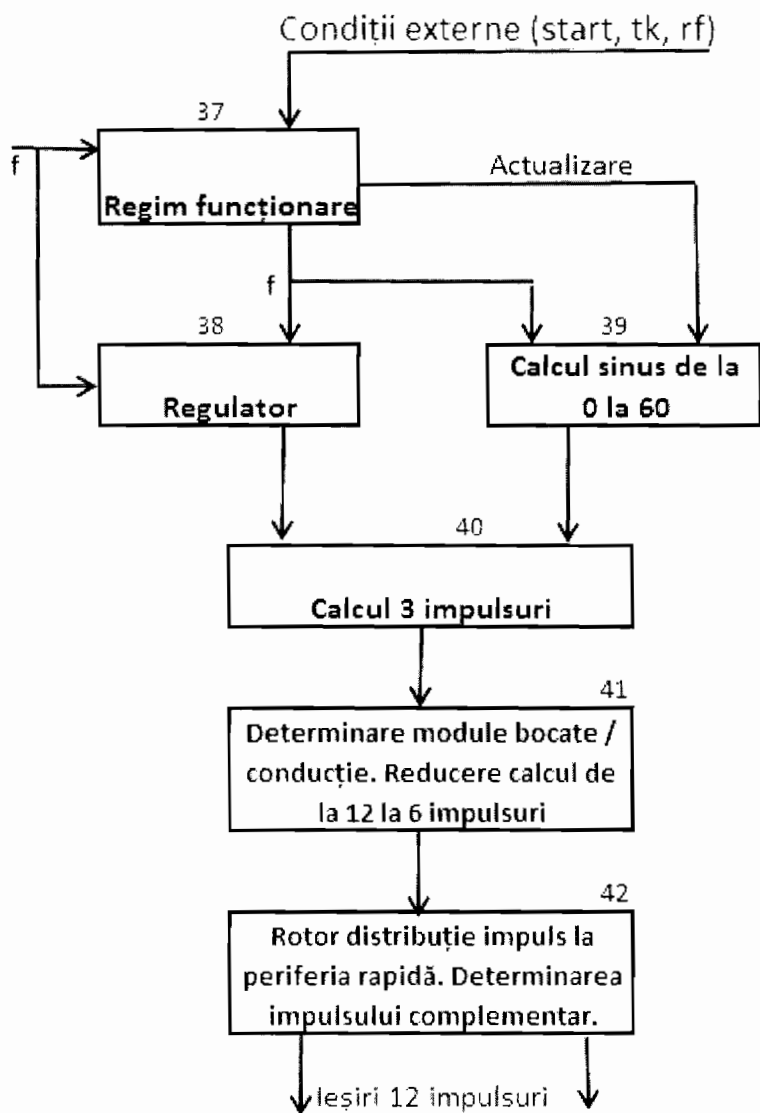 Condiții externe (start, tk, rf)
37
f
Regim funcționare
Actualizare
f
38
39
Regulator
Calcul sinus de la
0 la 60
40
Calcul 3 impulsuri
41
Determinare module bocate /
conducție. Reducere calcul de
la 12 la 6 impulsuri
42
Rotor distribuție impuls la
periferia rapidă. Determinarea
impulsului complementar.
Ieșiri 12 impulsuri